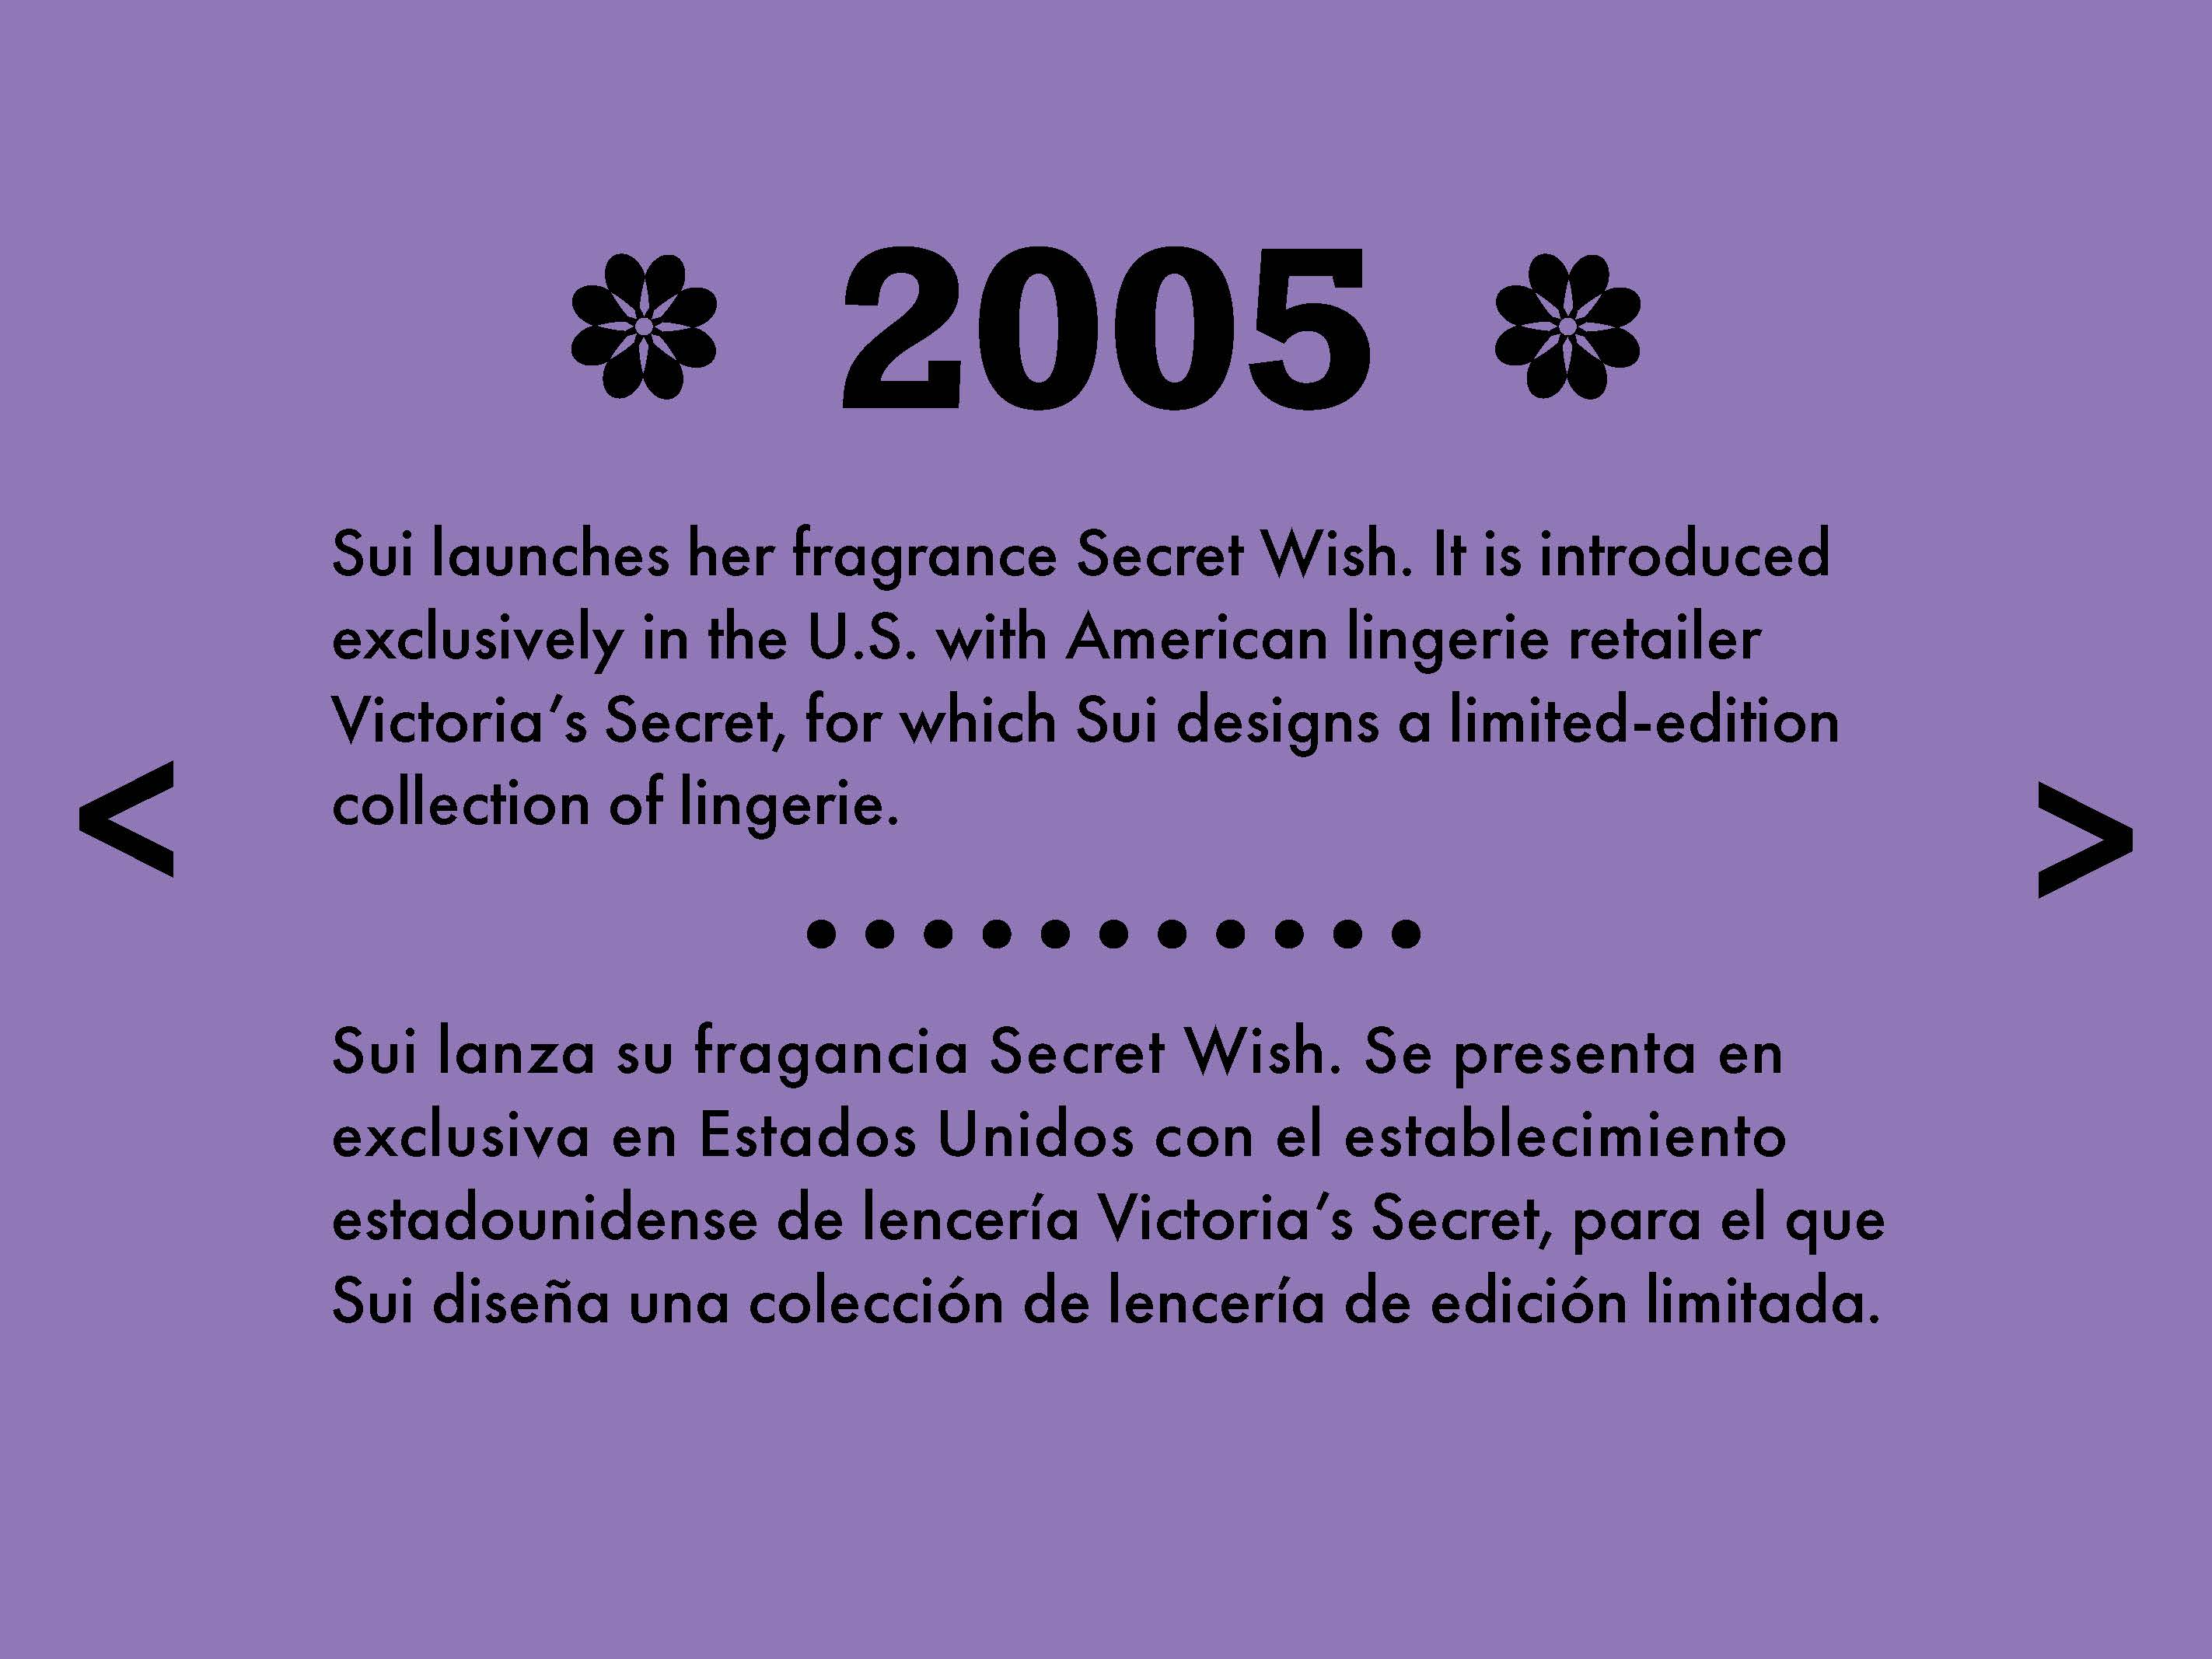 2005
Sui launches her fragrance Secret Wish. It is introduced
exclusively in the U.S. with American lingerie retailer
Victoria’s Secret, for which Sui designs a limited-edition
collection of lingerie.
<
>
Sui lanza su fragancia Secret Wish. Se presenta en
exclusiva en Estados Unidos con el establecimiento
estadounidense de lencería Victoria’s Secret, para el que
Sui diseña una colección de lencería de edición limitada.